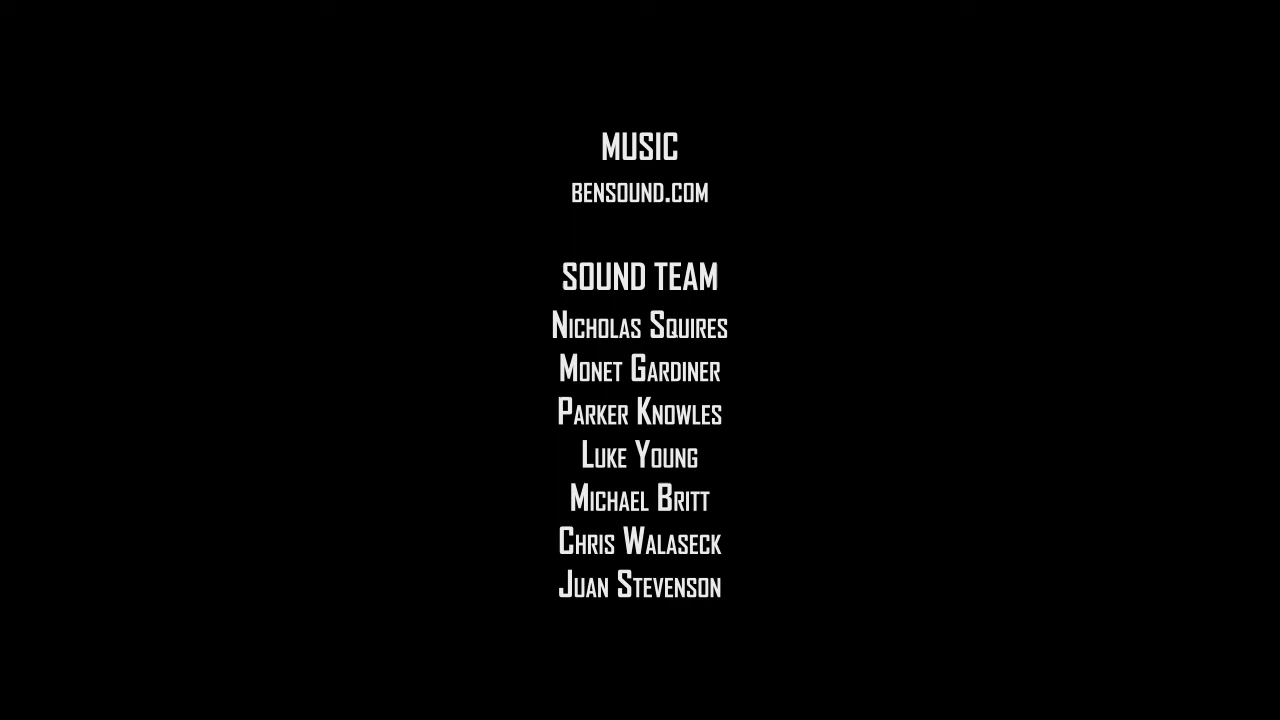 MUSIC
BENSOUND.COM
SOUND TEAM
Nicholas Squires
Monet Gardiner
Parker Knowles
Luke Young
Michael Britt
Chris Walaseck
Juan Stevenson